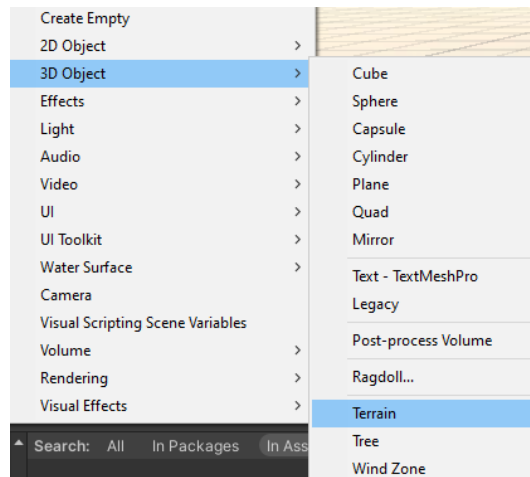 Create Empty
2D Object
3D Object
Effects
Light
Audio
Video
UI
UI Toolkit
Water Surface
Camera
Visual Scripting Scene Variables
Volume
Rendering
Visual Effects
Cube
Sphere
Capsule
Cylinder
Plane
Quad
Mirror
Text - TextMeshPro
Legacy
Post-process Volume
Ragdoll...
Terrain
Tree
Wind Zone
Search: All In Packages In Ass